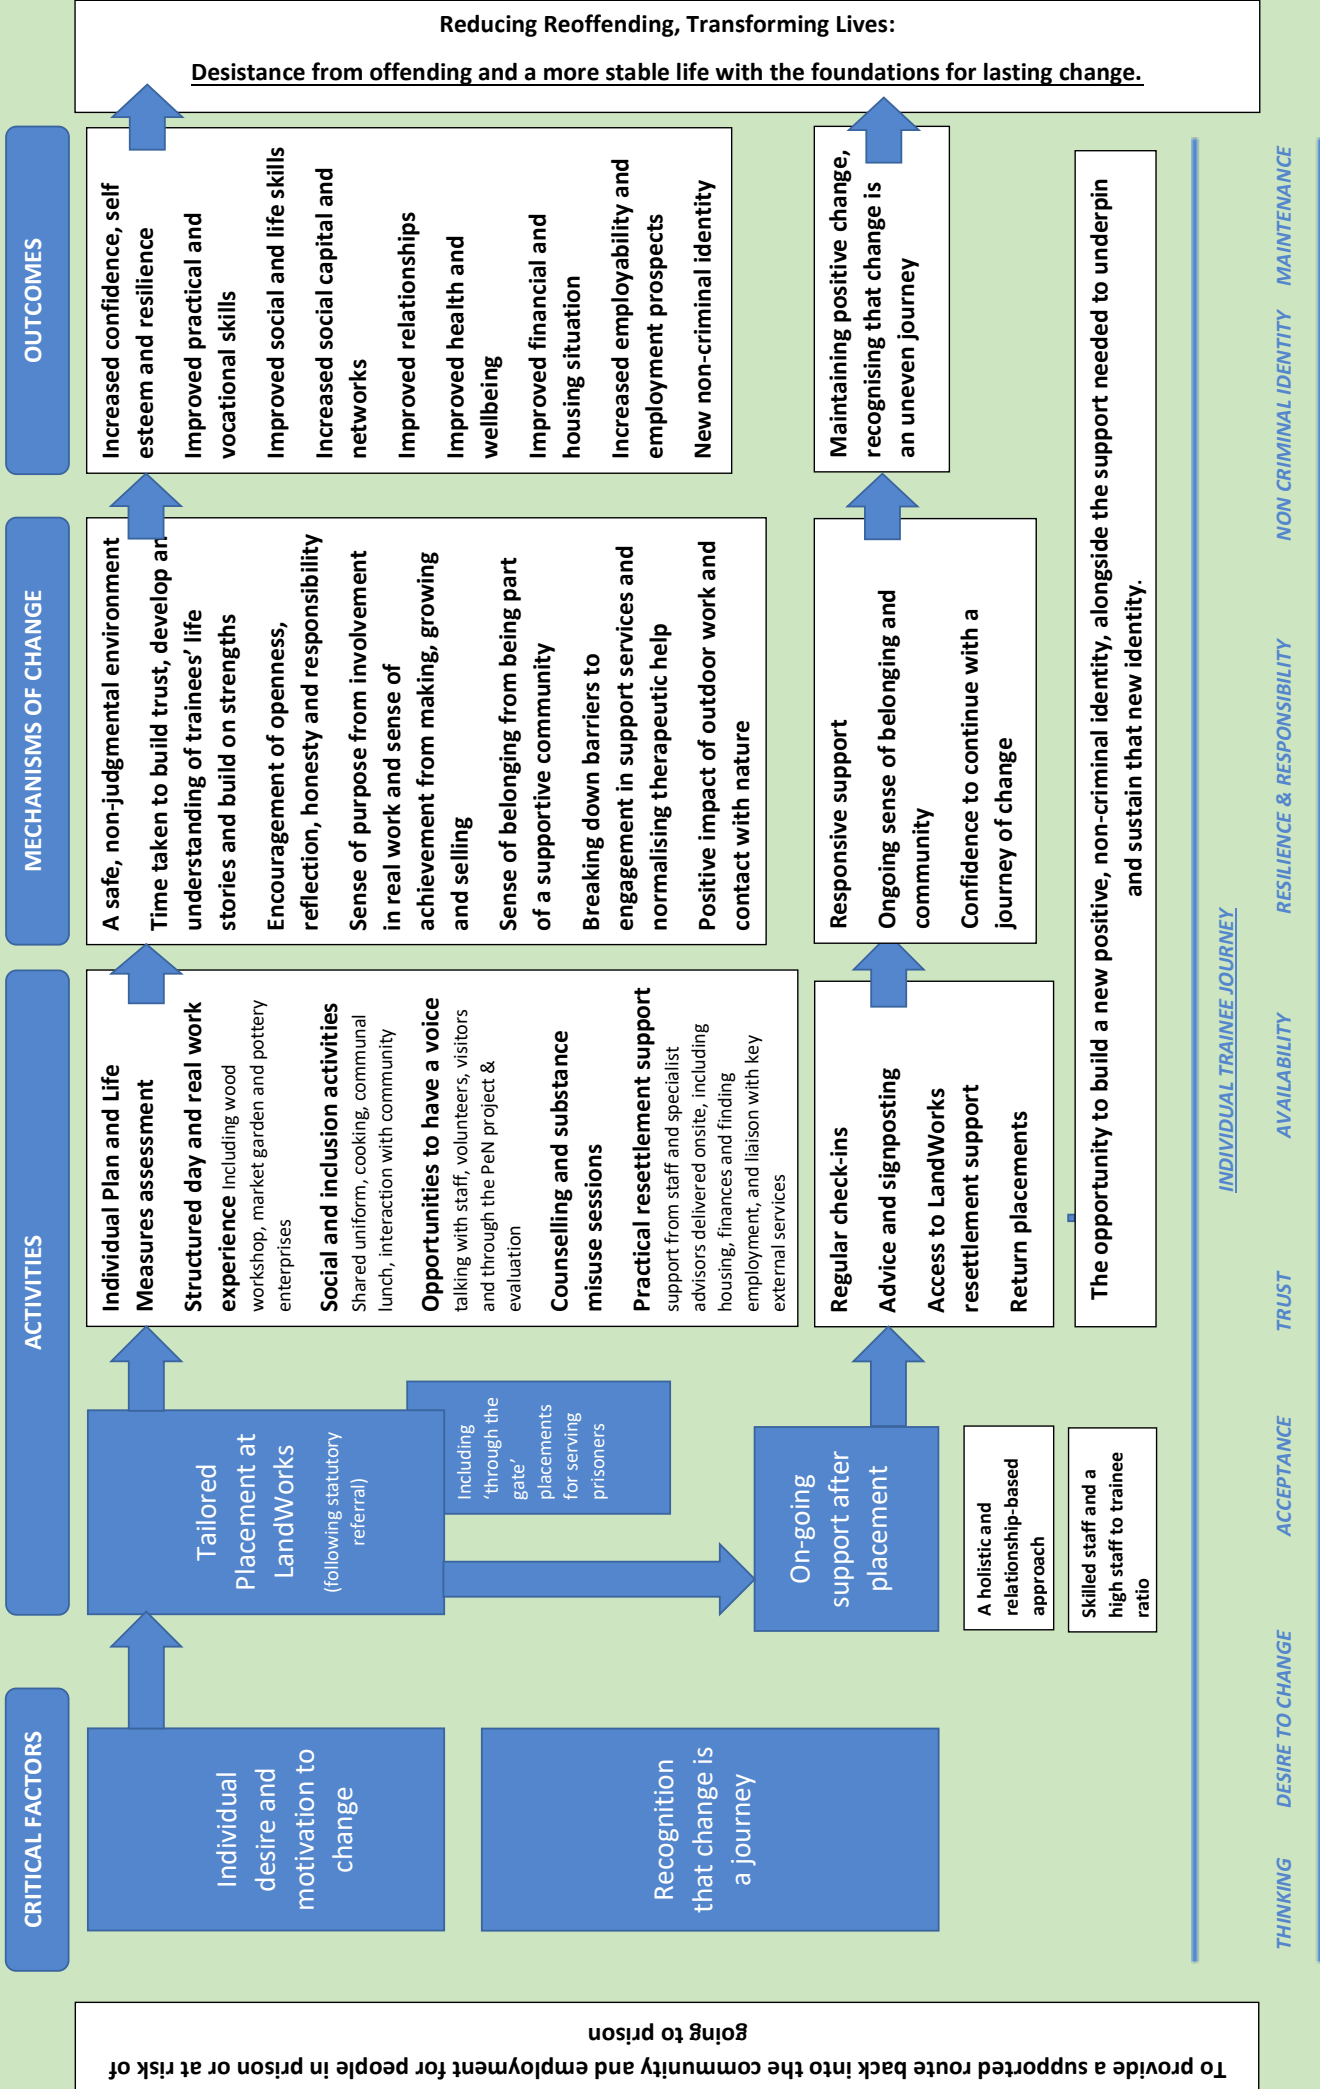 To provide a supported route back into the community and employment for people in prison or at risk of
going to prison
CRITICAL FACTORS
Individual
desire and
motivation to
change
Recognition
that change is
a journey
ACTIVITIES
Tailored
Placement at
LandWorks
(following statutory
referral)
Including
‘through the
gate’
placements
for serving
prisoners
On-going
support after
placement
A holistic and
relationship-based
approach
Skilled staff and a
high staff to trainee
ratio
Individual Plan and Life
Measures assessment
Structured day and real work
experience Including wood
workshop, market garden and pottery
enterprises
Social and inclusion activities
Shared uniform, cooking, communal
lunch, interaction with community
Opportunities to have a voice
talking with staff, volunteers, visitors
and through the PeN project &
evaluation
Counselling and substance
misuse sessions
Practical resettlement support
support from staff and specialist
advisors delivered onsite, including
housing, finances and finding
employment, and liaison with key
external services
Regular check-ins
Advice and signposting
Access to LandWorks
resettlement support
Return placements
MECHANISMS OF CHANGE
A safe, non-judgmental environment
Time taken to build trust, develop an
understanding of trainees’ life
stories and build on strengths
Encouragement of openness,
reflection, honesty and responsibility
Sense of purpose from involvement
in real work and sense of
achievement from making, growing
and selling
Sense of belonging from being part
of a supportive community
Breaking down barriers to
engagement in support services and
normalising therapeutic help
Positive impact of outdoor work and
contact with nature
Responsive support
Ongoing sense of belonging and
community
Confidence to continue with a
journey of change
OUTCOMES
Increased confidence, self
esteem and resilience
Improved practical and
vocational skills
Improved social and life skills
Increased social capital and
networks
Improved relationships
Improved health and
wellbeing
Improved financial and
housing situation
Increased employability and
employment prospects
New non-criminal identity
Maintaining positive change,
recognising that change is
an uneven journey
Reducing Reoffending, Transforming Lives:
Desistance from offending and a more stable life with the foundations for lasting change.
The opportunity to build a new positive, non-criminal identity, alongside the support needed to underpin
and sustain that new identity.
INDIVIDUAL TRAINEE JOURNEY
THINKING DESIRE TO CHANGE ACCEPTANCE TRUST AVAILABILITY RESILIENCE & RESPONSIBILITY NON CRIMINAL IDENTITY MAINTENANCE